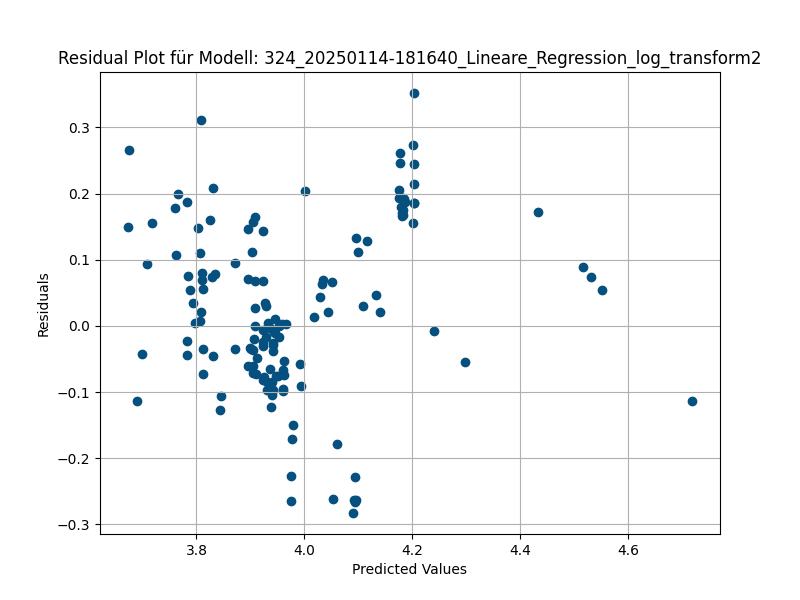 Residual Plot für Modell: 324_20250114-181640_Lineare_Regression_log_transform2
Residuals
0.3
0.2
0.1
0.0
−0.1
−0.2
−0.3
3.8 4.0 4.2 4.4 4.6
Predicted Values